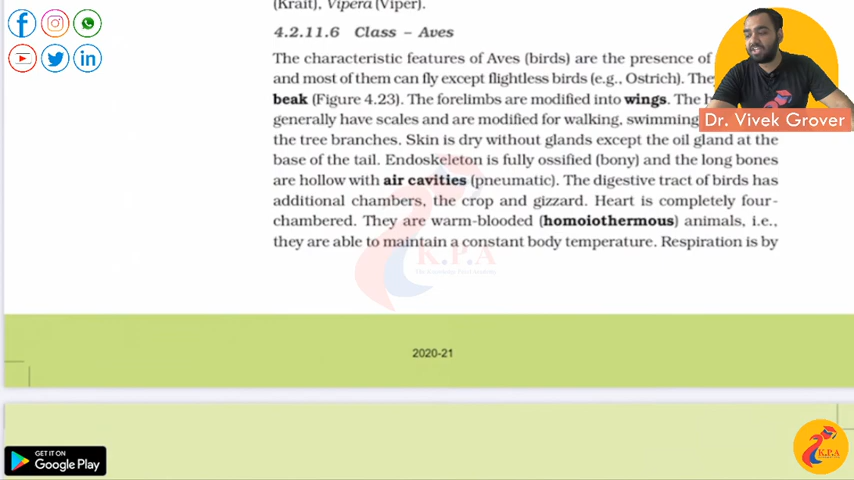 (Krait), Vipera (Viper).
4.2.11.6 Class – Aves
The characteristic features of Aves (birds) are the presence of
and most of them can fly except flightless birds (e.g., Ostrich). The
beak (Figure 4.23). The forelimbs are modified into wings. The
generally have scales and are modified for walking, swimming
the tree branches. Skin is dry without glands except the oil gland at the
base of the tail. Endoskeleton is fully ossified (bony) and the long bones
are hollow with air cavities (pneumatic). The digestive tract of birds has
additional chambers, the crop and gizzard. Heart is completely four-
chambered. They are warm-blooded (homoiothermous) animals, i.e.,
they are able to maintain a constant body temperature. Respiration is by
Dr. Vivek Grover
K.P.A
2020-21
GET IT ON
Google Play
K.P.A